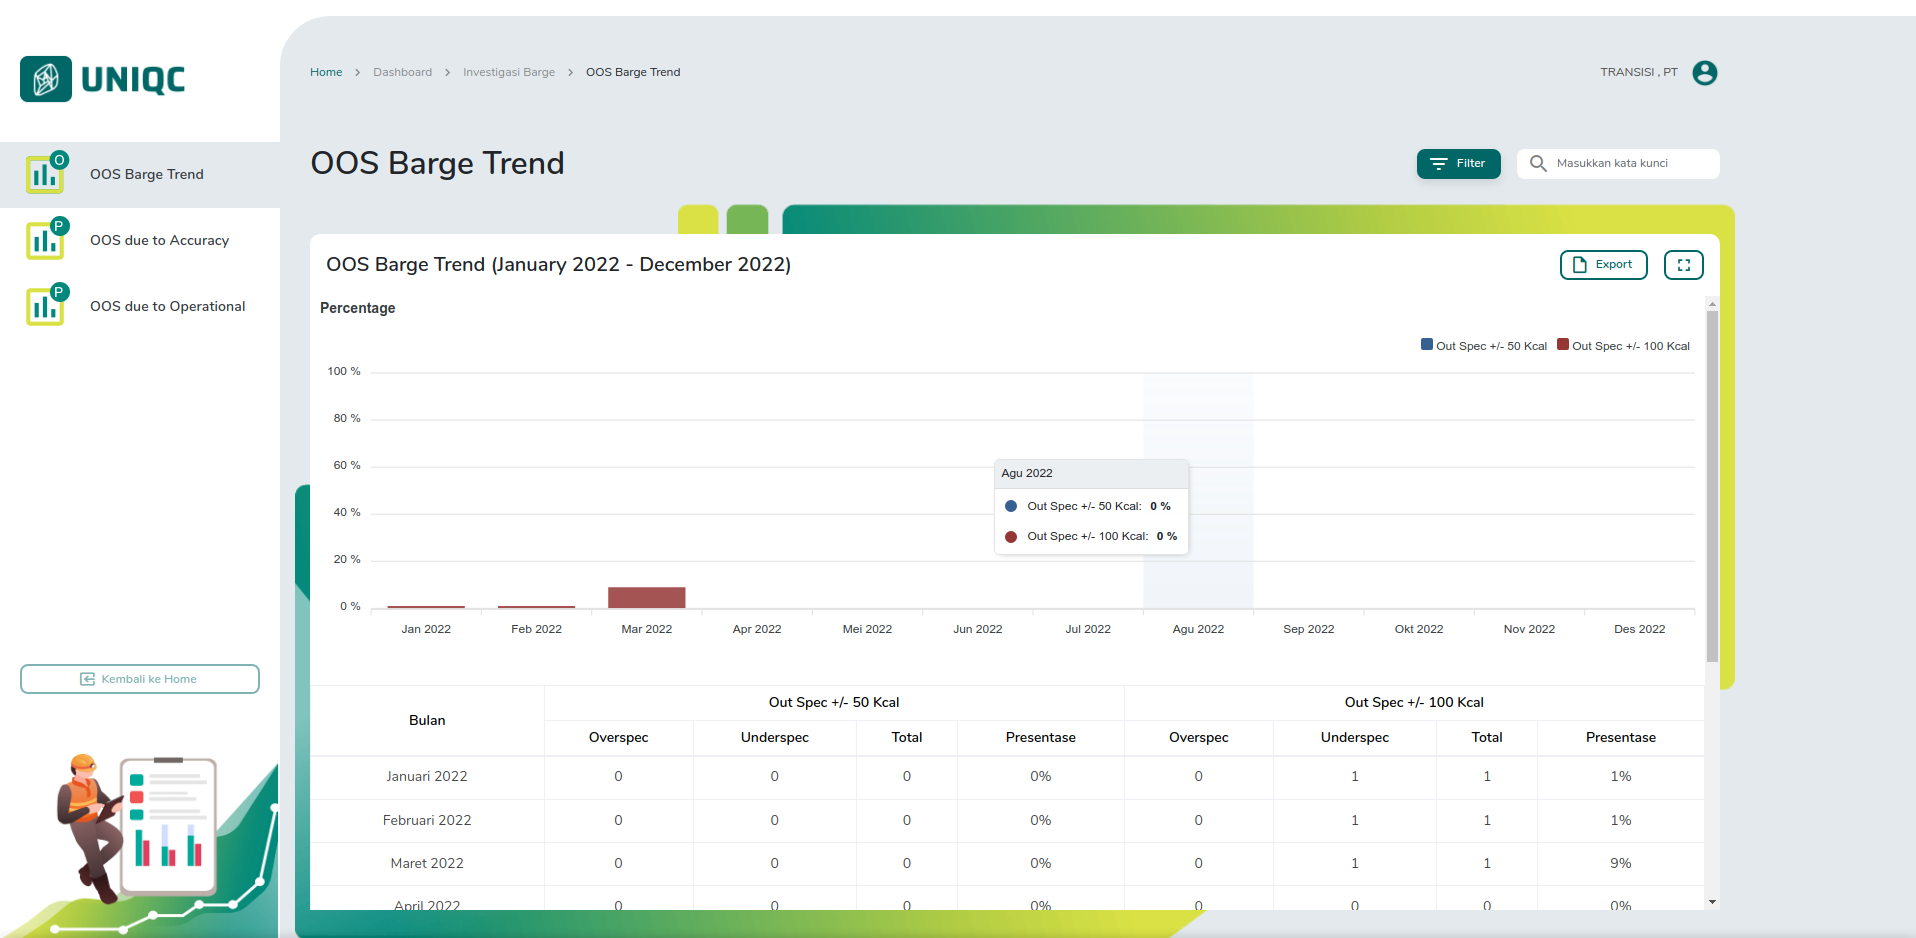 UNIQC
Home > Dashboard > Investigasi Barge > OOS Barge Trend
TRANSISI , PT
O
OOS Barge Trend
P
OOS due to Accuracy
P
OOS due to Operational
Kembali ke Home
OOS Barge Trend
Filter
Masukkan kata kunci
OOS Barge Trend (January 2022 - December 2022)
Export
Percentage
Out Spec +/- 50 Kcal Out Spec +/- 100 Kcal
100 %
80 %
60 %
40 %
20 %
0 %
Agu 2022
Out Spec +/- 50 Kcal: 0 %
Out Spec +/- 100 Kcal: 0 %
Jan 2022 Feb 2022 Mar 2022 Apr 2022 Mei 2022 Jun 2022 Jul 2022 Agu 2022 Sep 2022 Okt 2022 Nov 2022 Des 2022
Bulan Out Spec +/- 50 Kcal Out Spec +/- 100 Kcal
Overspec Underspec Total Presentase Overspec Underspec Total Presentase
Januari 2022 0 0 0 0% 0 1 1 1%
Februari 2022 0 0 0 0% 0 1 1 1%
Maret 2022 0 0 0 0% 0 1 1 9%
April 2022 0 0 0 0% 0 0 0 0%